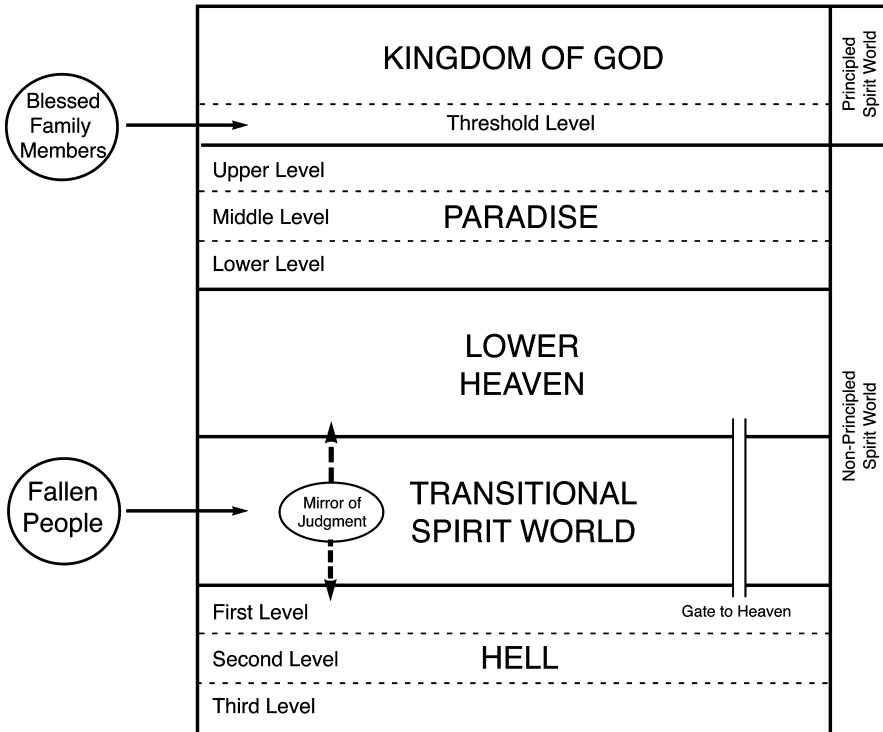 KINGDOM OF GOD
Principled
Spirit World
Blessed
Family
Members
Threshold Level
Upper Level
Middle Level
PARADISE
Lower Level
LOWER
HEAVEN
Non-Principled
Spirit World
Fallen
People
Mirror of
Judgment
TRANSITIONAL
SPIRIT WORLD
First Level
Gate to Heaven
Second Level
HELL
Third Level